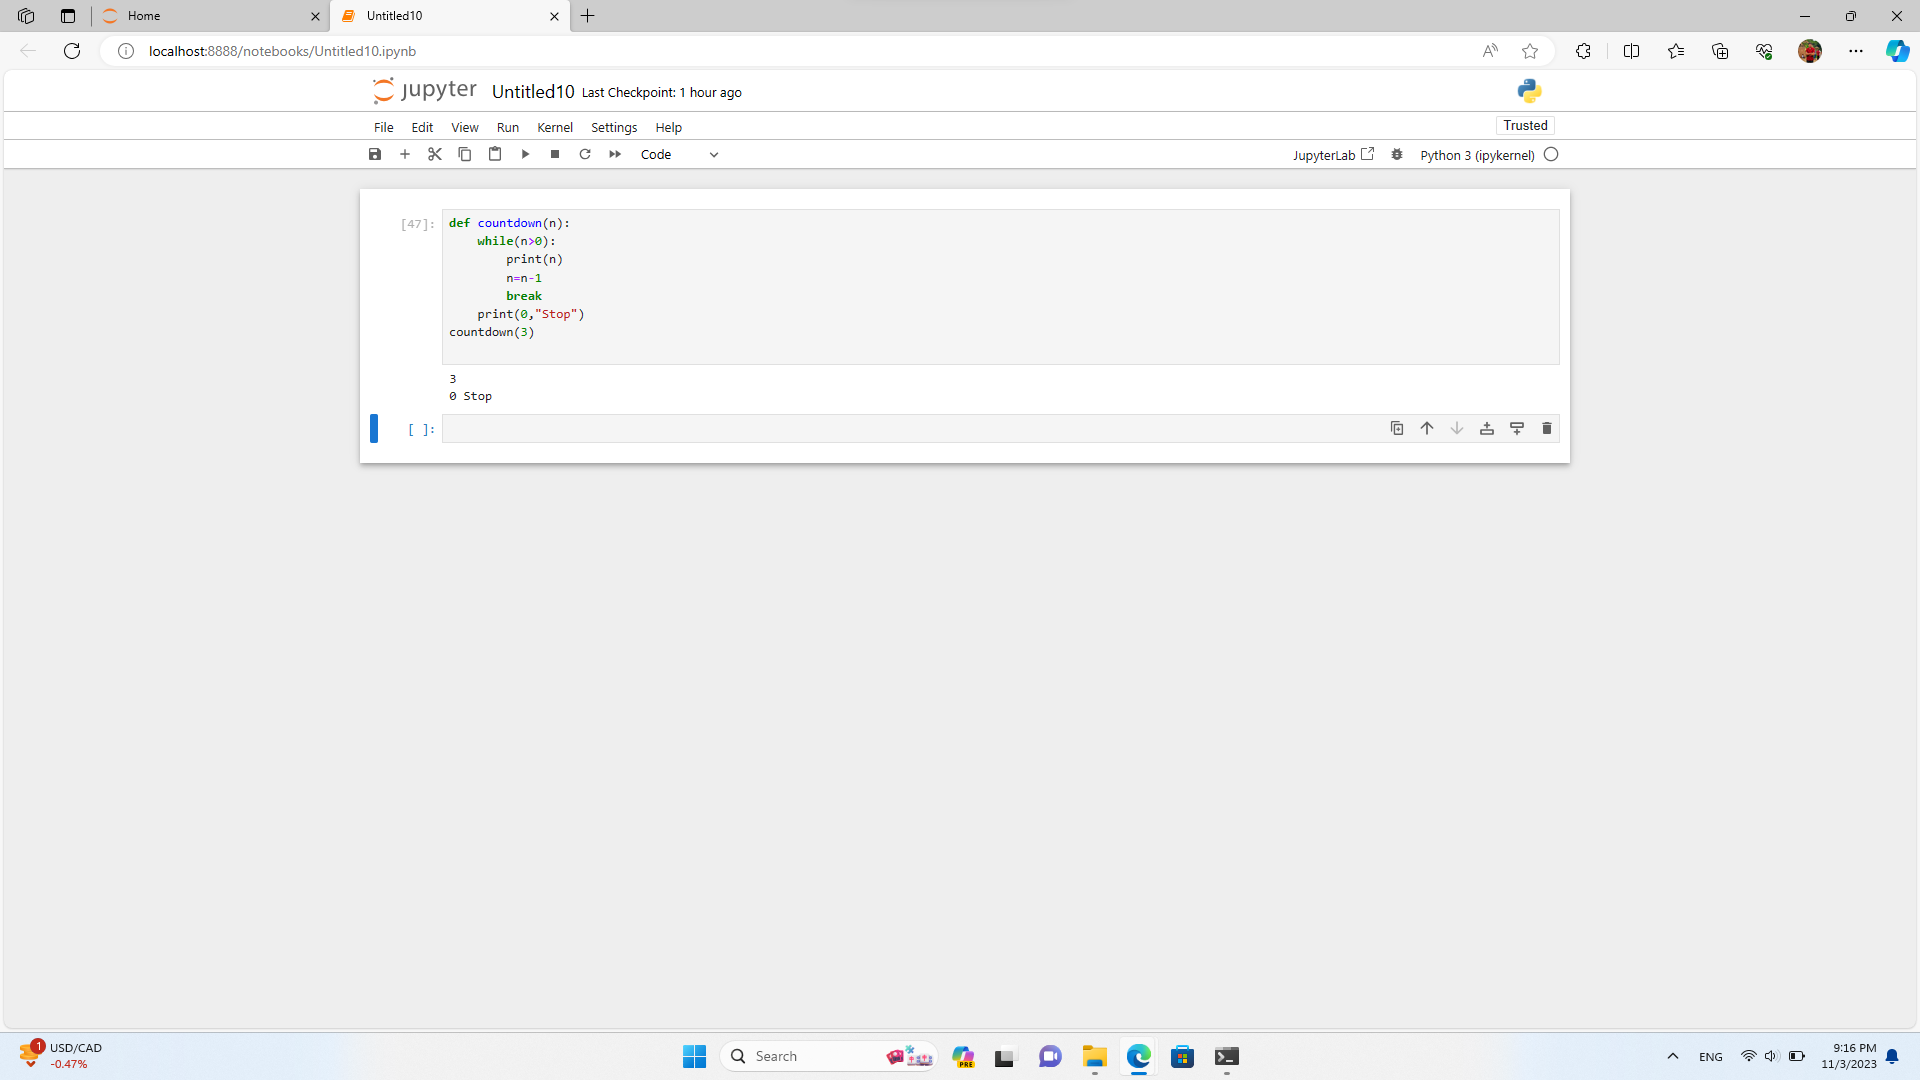 Home
Untitled10
localhost:8888/notebooks/Untitled10.ipynb
jupyter Untitled10 Last Checkpoint: 1 hour ago
File Edit View Run Kernel Settings Help
Trusted
Code
JupyterLab
Python 3 (ipykernel)
[47]:
def countdown(n):
    while(n>0):
        print(n)
        n=n-1
        break
    print(0,"Stop")
countdown(3)
3
0 Stop
[ ]:
1
USD/CAD
-0.47%
Search
PRE
ENG
9:16 PM
11/3/2023